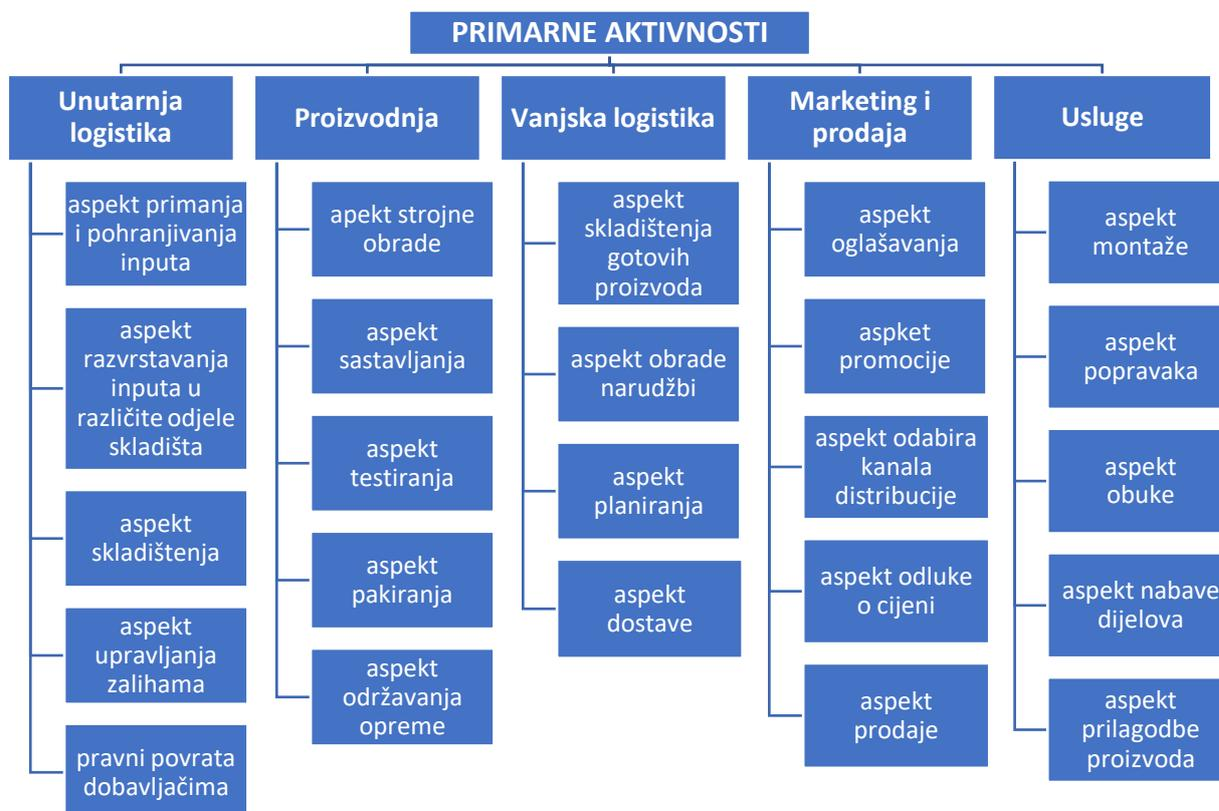 PRIMARNE AKTIVNOSTI
Unutarnja
logistika
aspekt primanja
i pohranjivanja
inputa
aspekt
razvrstavanja
inputa u
različite odjele
skladišta
aspekt
skladištenja
aspekt
upravljanja
zalihama
pravni povrata
dobavljačima
Proizvodnja
apekt strojne
obrade
aspekt
sastavljanja
aspekt
testiranja
aspekt
pakiranja
aspekt
održavanja
opreme
Vanjska logistika
aspekt
skladištenja
gotovih
proizvoda
aspekt obrade
narudžbi
aspekt
planiranja
aspekt
dostave
Marketing i
prodaja
aspekt
oglašavanja
aspket
promocije
aspekt odabira
kanala
distribucije
aspekt odluke
o cijeni
aspekt
prodaje
Usluge
aspekt
montaže
aspekt
popravaka
aspekt
obuke
aspekt nabave
dijelova
aspekt
prilagodbe
proizvoda